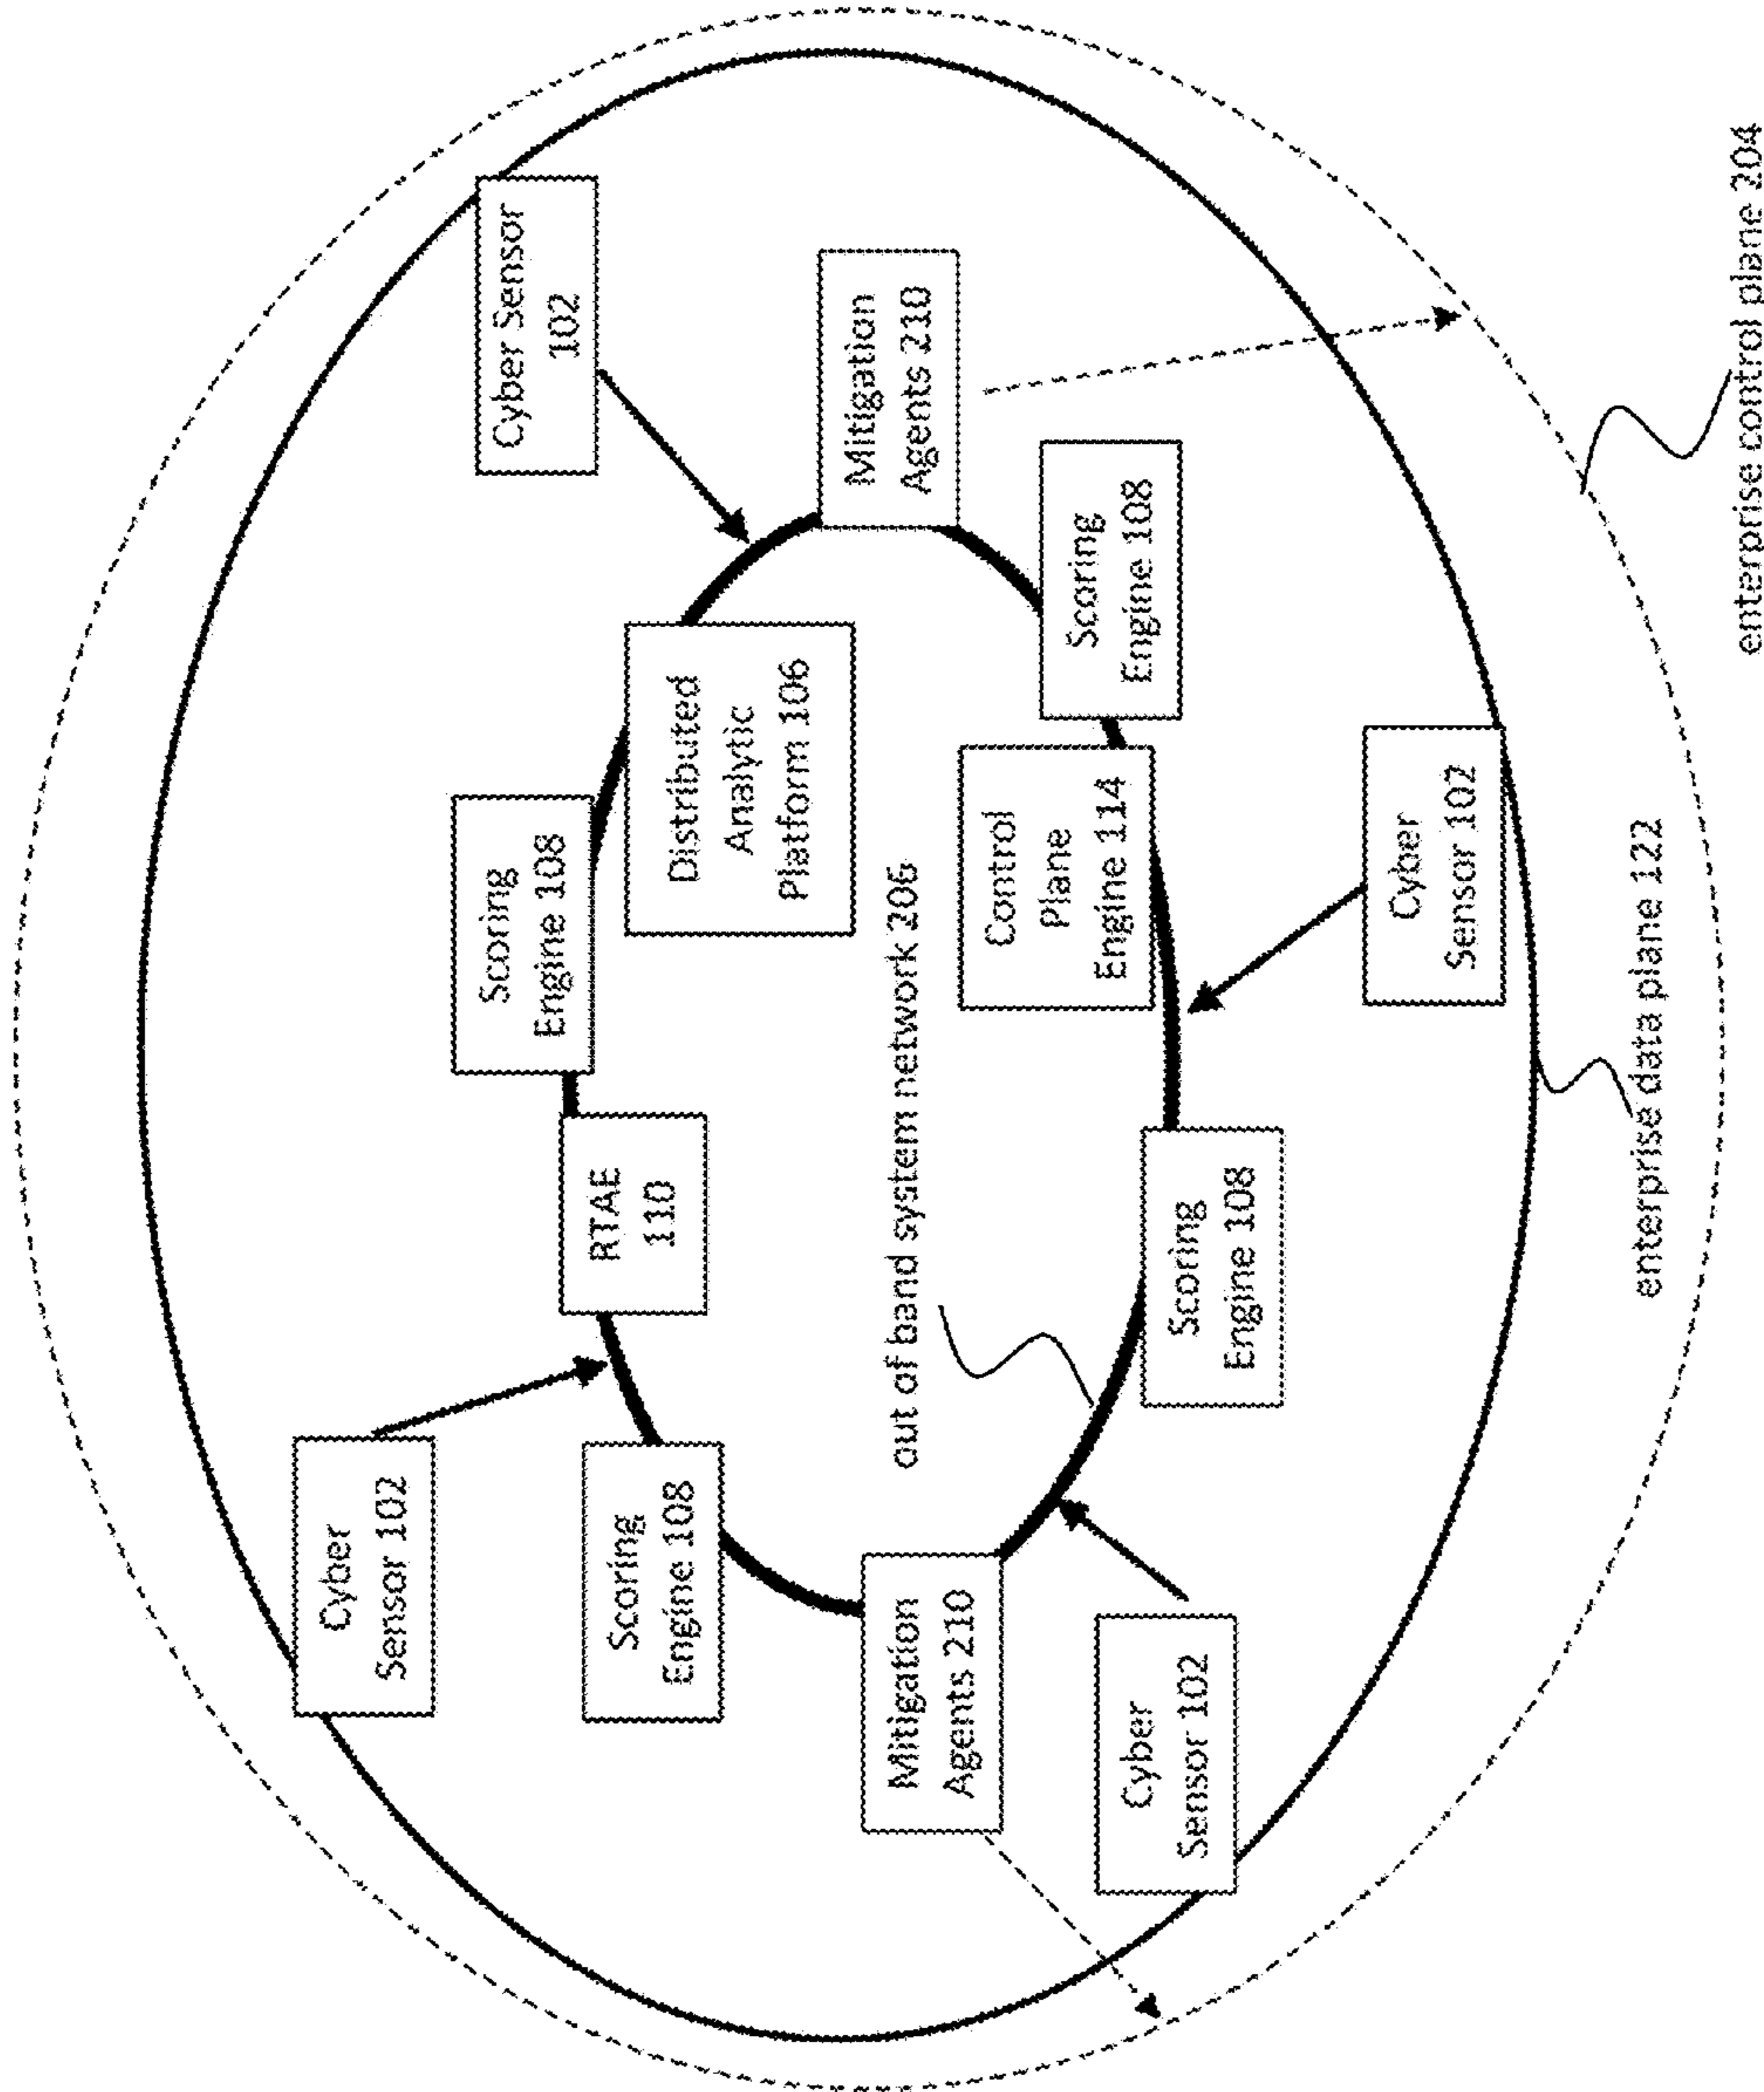 Cyber
Sensor 102
Cyber Sensor
102
Scoring
Engine 108
RTAE
110
Scoring
Engine 108
Distributed
Analytic
Platform 106
Mitigation
Agents 210
Mitigation
Agents 210
out of band system network 206
Control
Plane
Engine 114
Scoring
Engine 108
Cyber
Sensor 102
Scoring
Engine 108
Cyber
Sensor 102
enterprise data plane 122
enterprise control plane 204